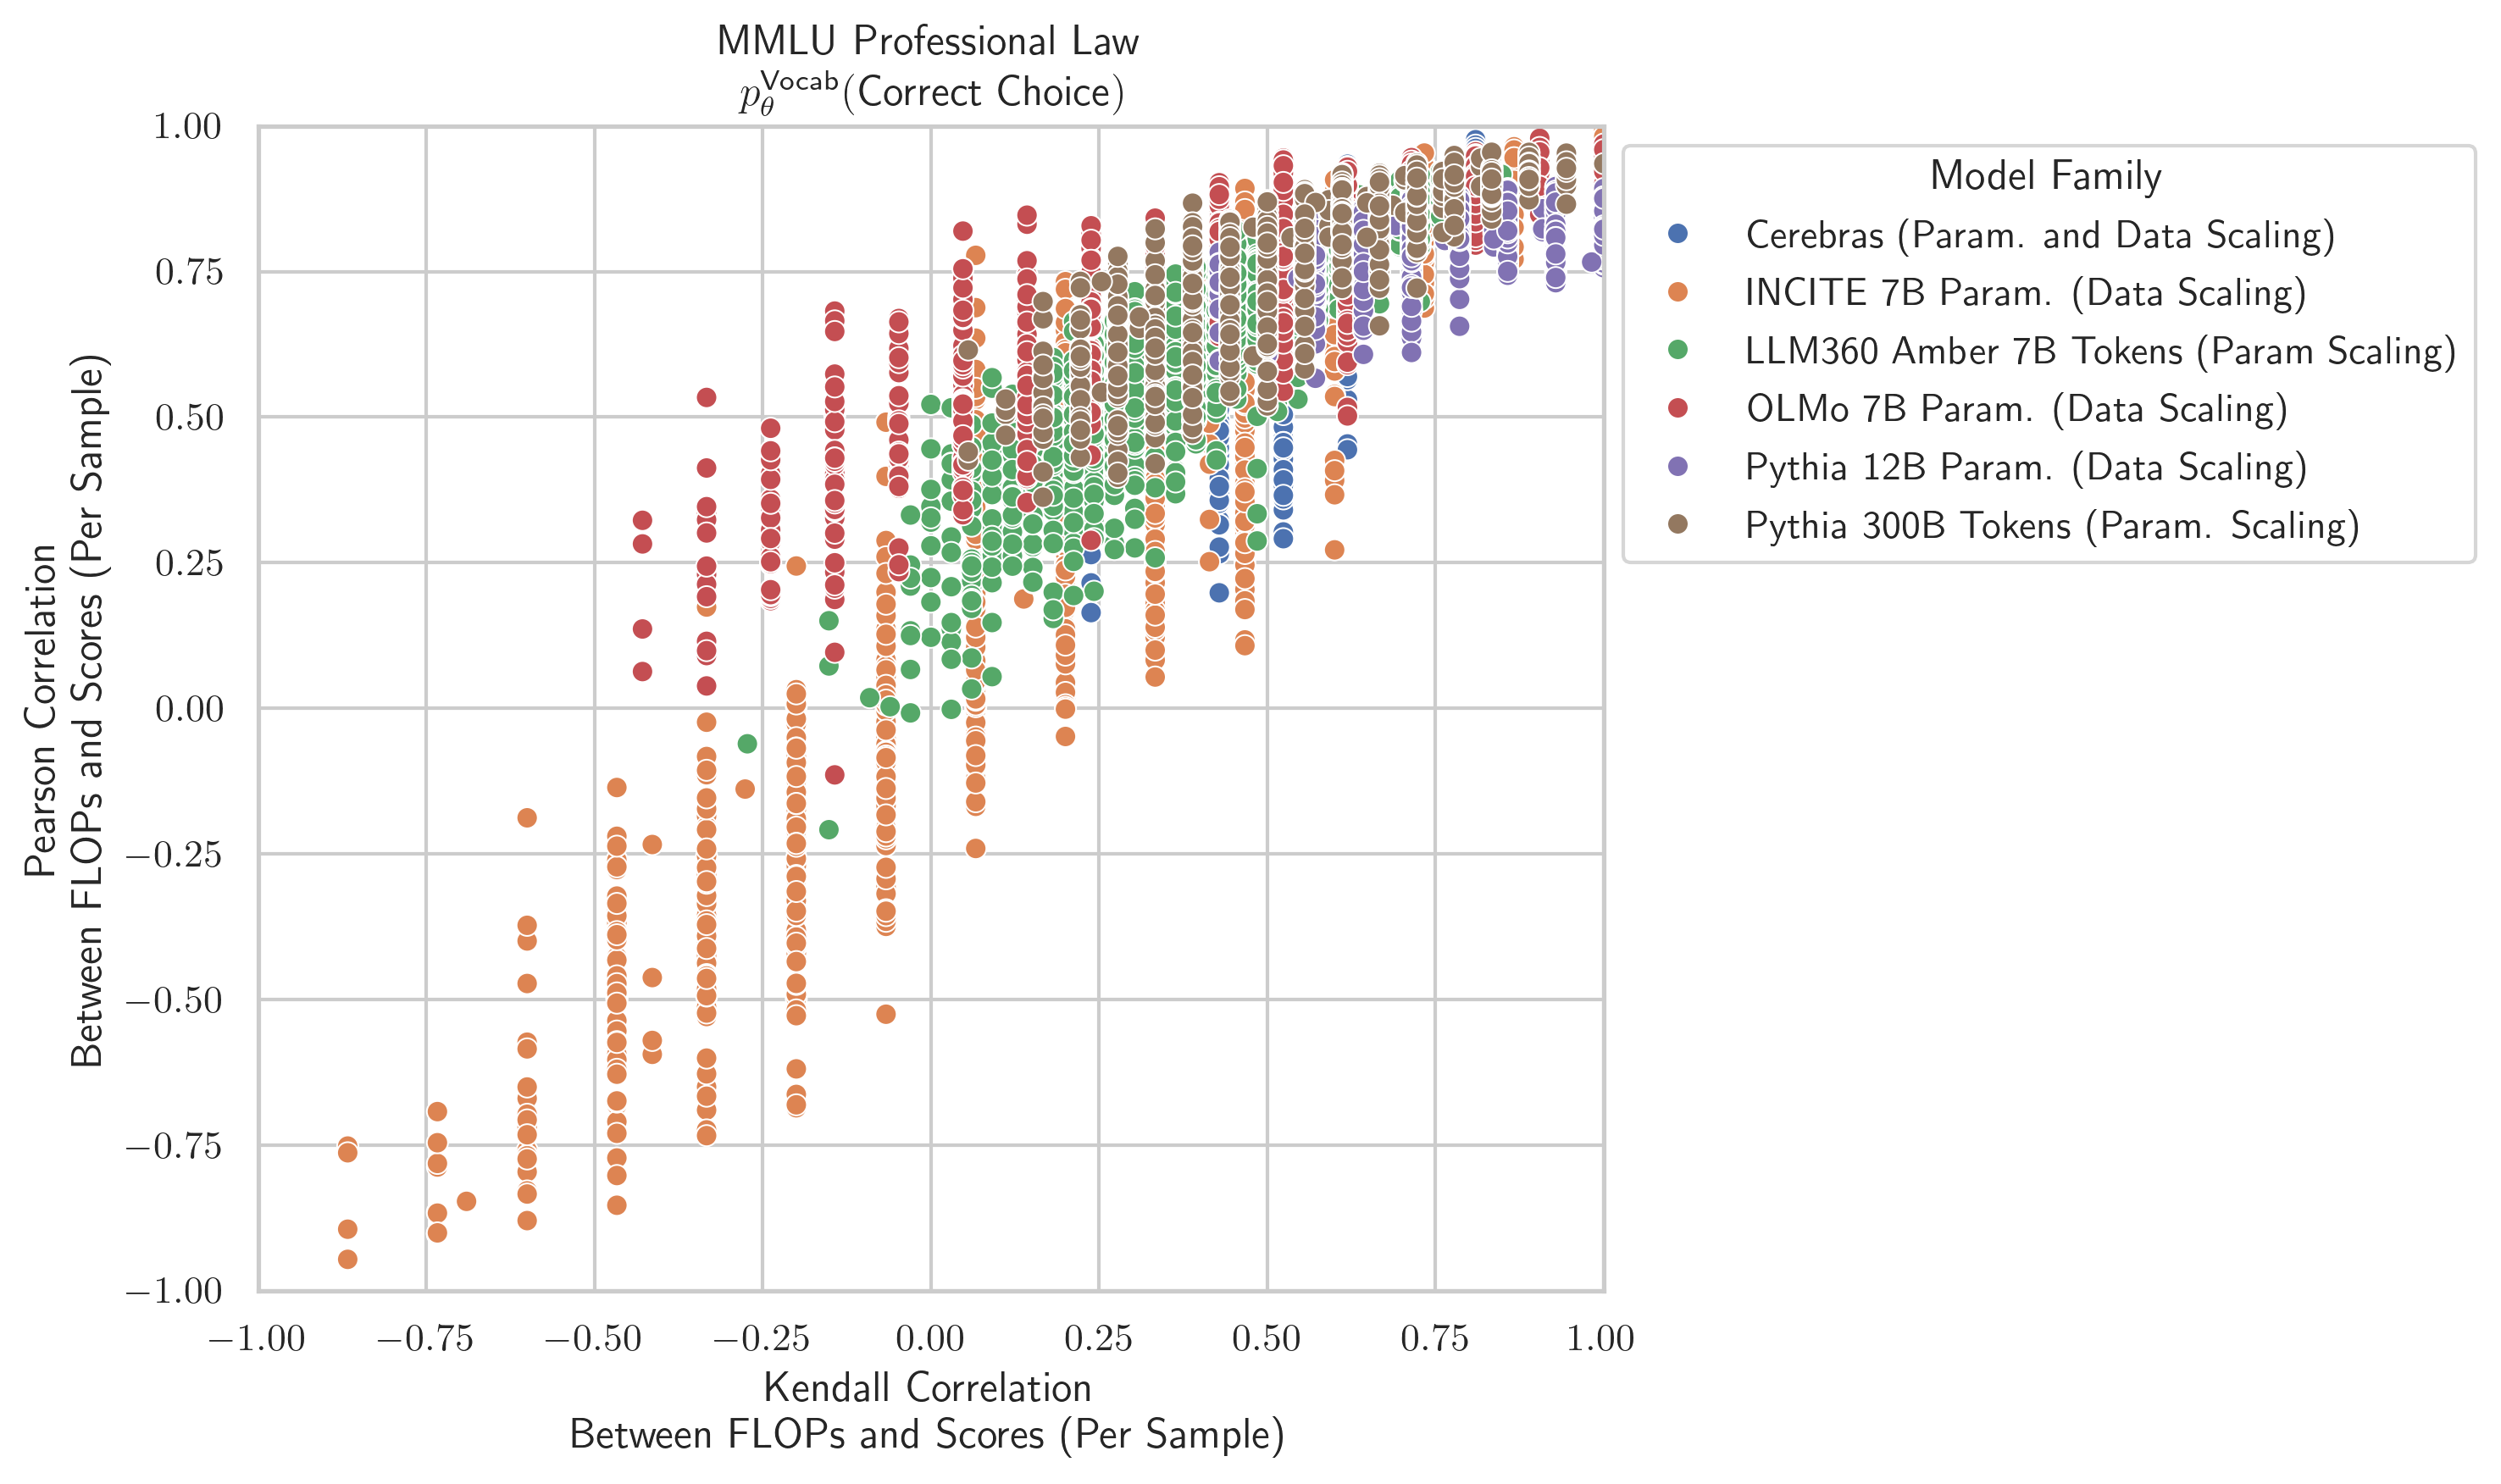 MMLU Professional Law
p_θ^Vocab(Correct Choice)
1.00
0.75
0.50
0.25
0.00
−0.25
−0.50
−0.75
−1.00
Pearson Correlation
Between FLOPs and Scores (Per Sample)
−1.00 −0.75 −0.50 −0.25 0.00 0.25 0.50 0.75 1.00
Kendall Correlation
Between FLOPs and Scores (Per Sample)
Model Family
Cerebras (Param. and Data Scaling)
INCITE 7B Param. (Data Scaling)
LLM360 Amber 7B Tokens (Param Scaling)
OLMo 7B Param. (Data Scaling)
Pythia 12B Param. (Data Scaling)
Pythia 300B Tokens (Param. Scaling)